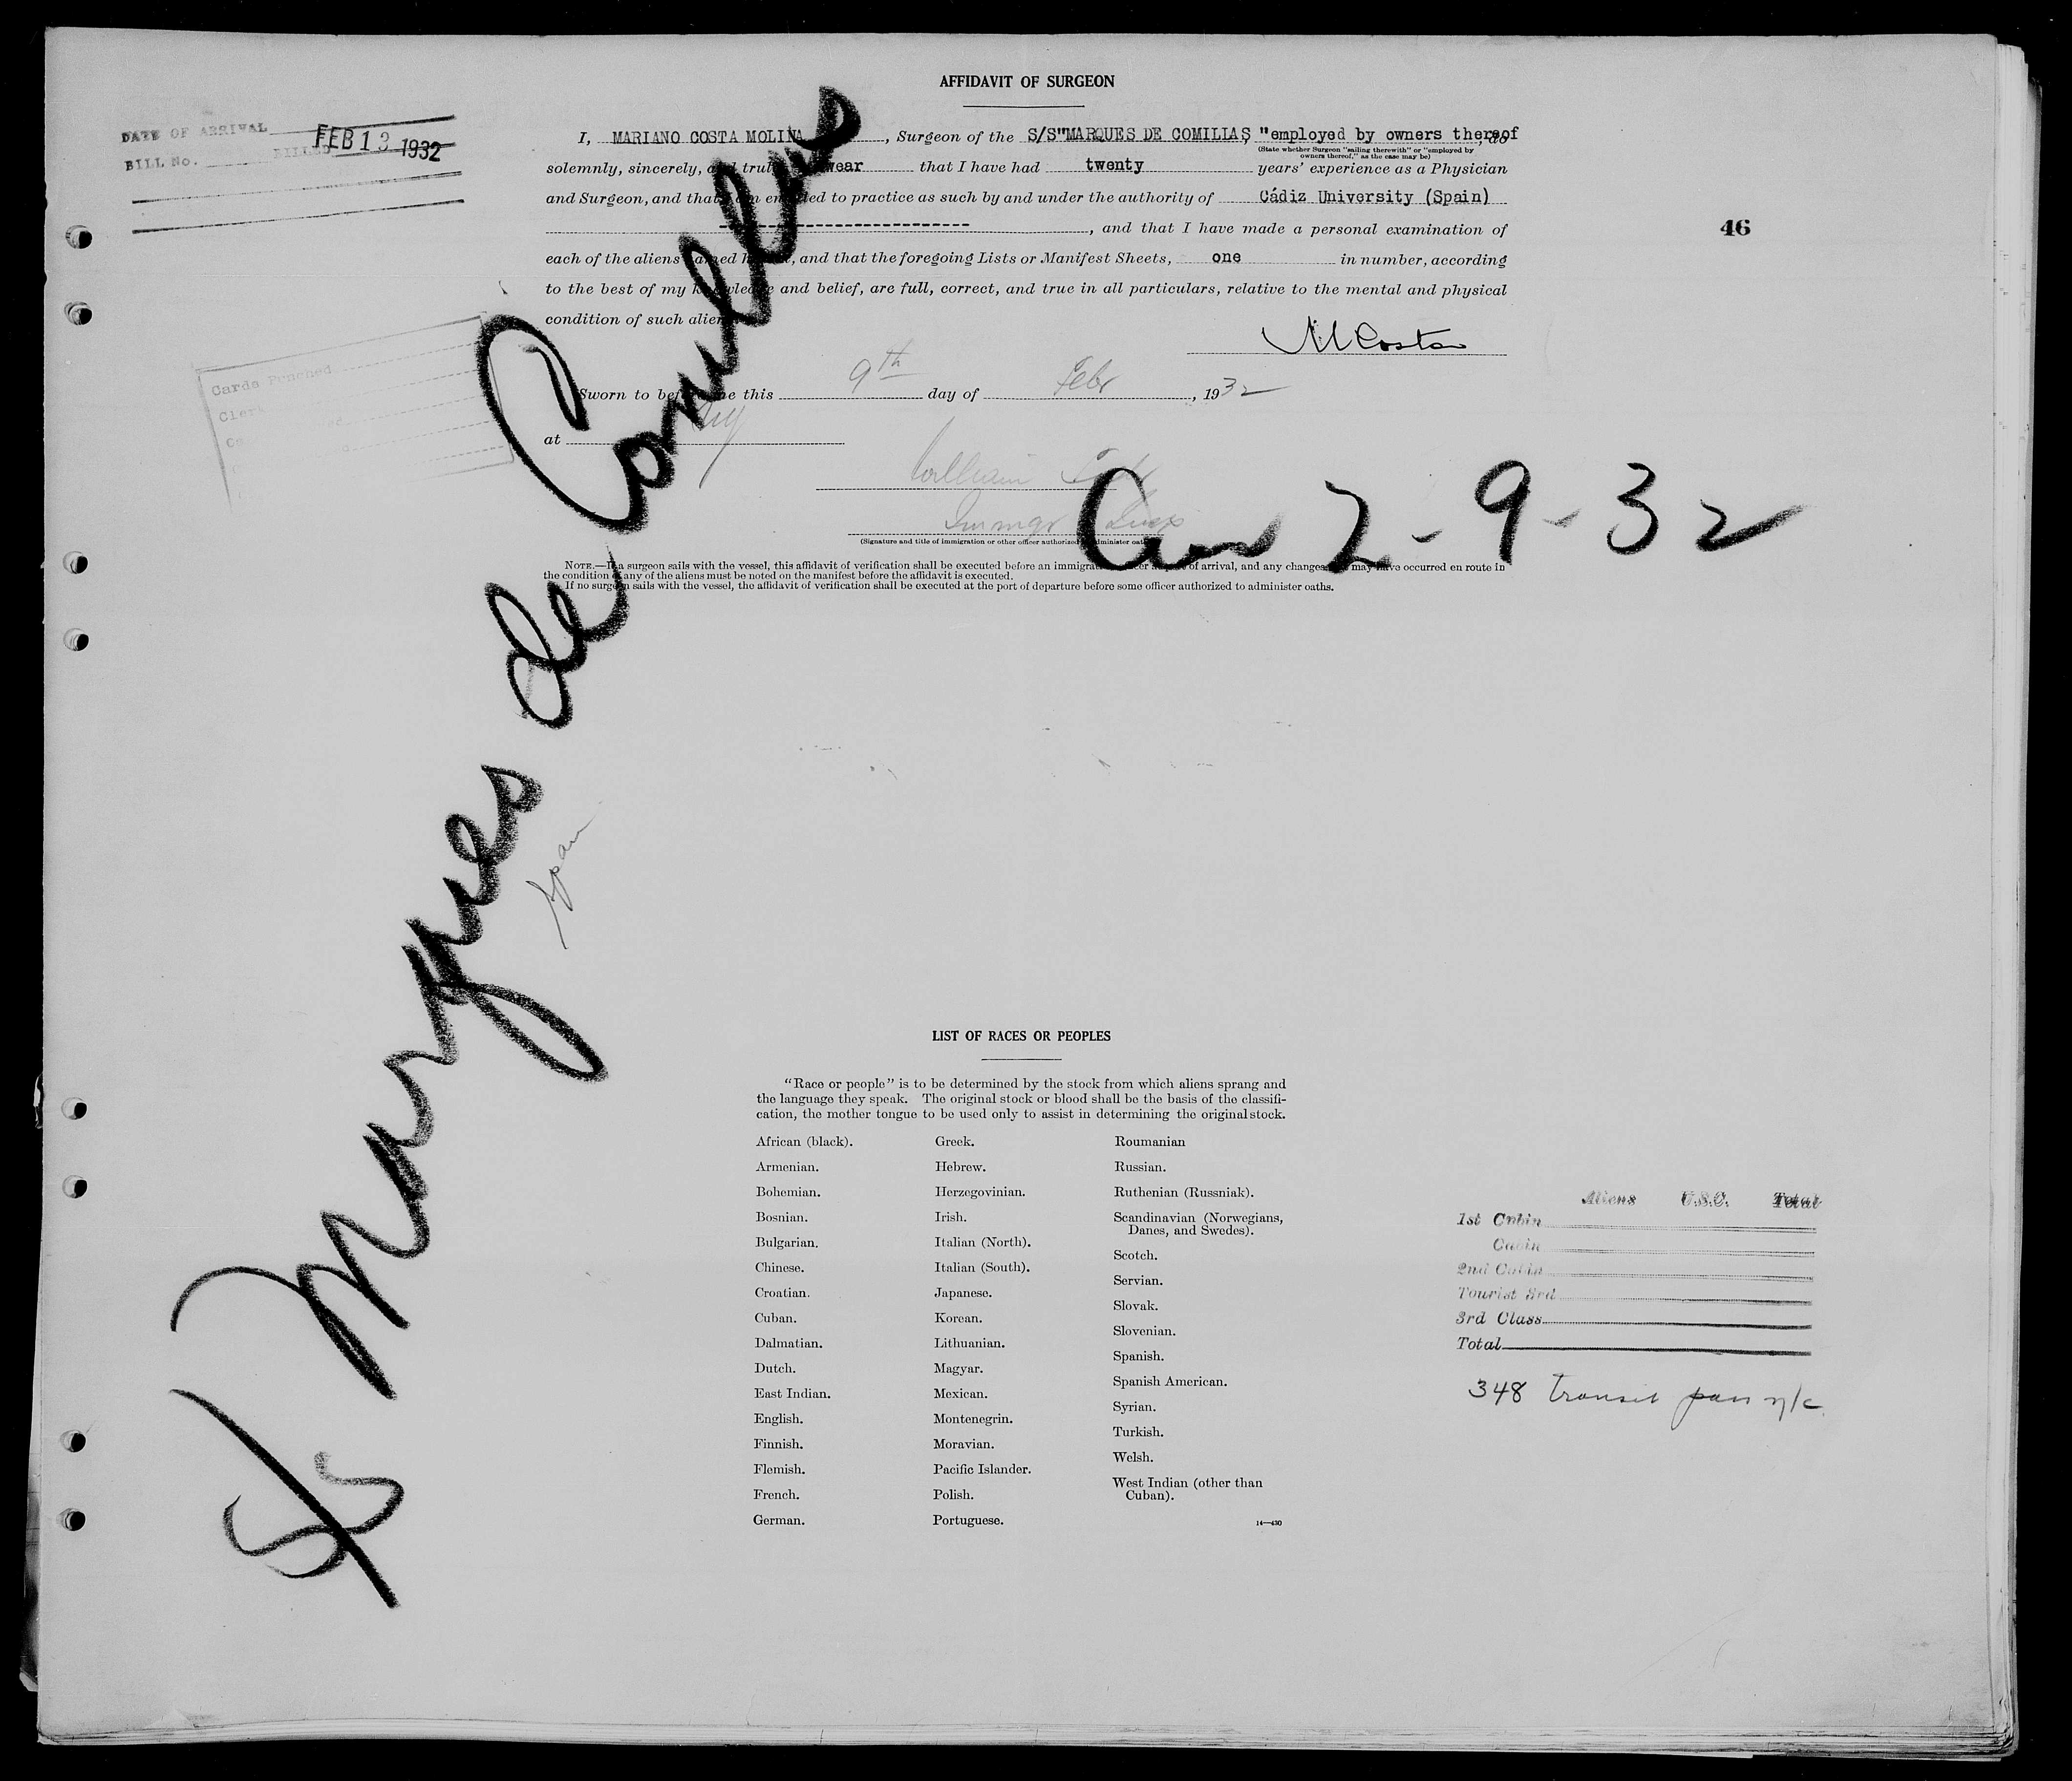 AFFIDAVIT OF SURGEON
DATE OF ARRIVAL FEB 13 1932
BILL No. BILLED
I, MARIANO COSTA MOLINA, Surgeon of the S/S"MARQUES DE COMILLAS, "employed by owners thereof, do
(State whether Surgeon "sailing therewith" or "employed by
owners thereof," as the case may be)
solemnly, sincerely, and truly swear that I have had twenty years' experience as a Physician
and Surgeon, and that I am entitled to practice as such by and under the authority of Cádiz University (Spain)
---------------------------, and that I have made a personal examination of
46
each of the aliens named herein, and that the foregoing Lists or Manifest Sheets, one in number, according
to the best of my knowledge and belief, are full, correct, and true in all particulars, relative to the mental and physical
condition of such aliens.
M Costa
Cards Punched
Clerk
Sworn to before me this 9th day of Febr, 1932
at NY
William
Immgr Insp
(Signature and title of immigration or other officer authorized to administer oaths)
Arr 2-9-32
NOTE.—If a surgeon sails with the vessel, this affidavit of verification shall be executed before an immigration officer at port of arrival, and any changes that may have occurred en route in
the condition of any of the aliens must be noted on the manifest before the affidavit is executed.
If no surgeon sails with the vessel, the affidavit of verification shall be executed at the port of departure before some officer authorized to administer oaths.
S/S Marques de Comillas
Span
LIST OF RACES OR PEOPLES
"Race or people" is to be determined by the stock from which aliens sprang and
the language they speak. The original stock or blood shall be the basis of the classifi-
cation, the mother tongue to be used only to assist in determining the original stock.
African (black).
Armenian.
Bohemian.
Bosnian.
Bulgarian.
Chinese.
Croatian.
Cuban.
Dalmatian.
Dutch.
East Indian.
English.
Finnish.
Flemish.
French.
German.
Greek.
Hebrew.
Herzegovinian.
Irish.
Italian (North).
Italian (South).
Japanese.
Korean.
Lithuanian.
Magyar.
Mexican.
Montenegrin.
Moravian.
Pacific Islander.
Polish.
Portuguese.
Roumanian
Russian.
Ruthenian (Russniak).
Scandinavian (Norwegians,
Danes, and Swedes).
Scotch.
Servian.
Slovak.
Slovenian.
Spanish.
Spanish American.
Syrian.
Turkish.
Welsh.
West Indian (other than
Cuban).
14—430
Aliens U.S.C. Total
1st Cabin
Cabin
2nd Cabin
Tourist 3rd
3rd Class
Total
348 transit pass